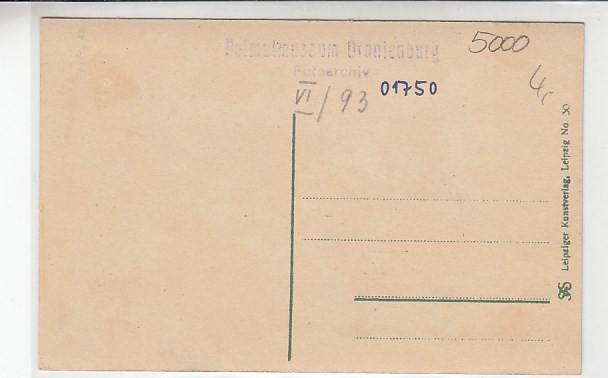 Heimatmuseum Oranienburg
Fotoarchiv
VI/93
01750
5000
Leipziger Kunstverlag, Leipzig No. 30